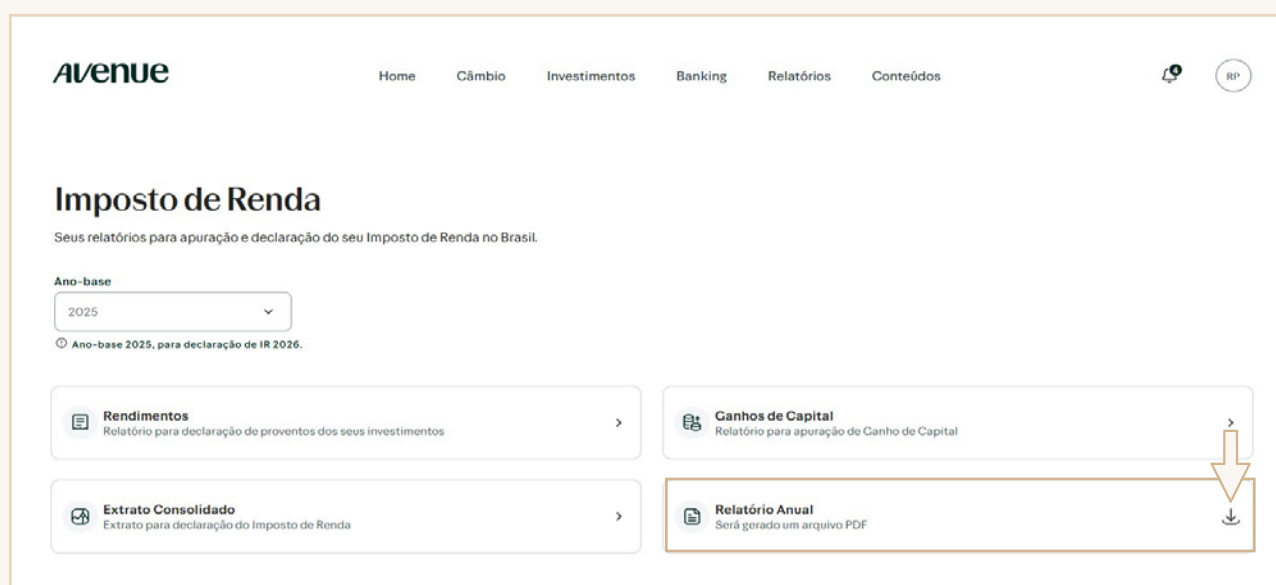 Avenue
Home Câmbio Investimentos Banking Relatórios Conteúdos
4
RP
Imposto de Renda
Seus relatórios para apuração e declaração do seu Imposto de Renda no Brasil.
Ano-base
2025
Ano-base 2025, para declaração de IR 2026.
Rendimentos
Relatório para declaração de proventos dos seus investimentos
Ganhos de Capital
Relatório para apuração de Ganho de Capital
Extrato Consolidado
Extrato para declaração do Imposto de Renda
Relatório Anual
Será gerado um arquivo PDF